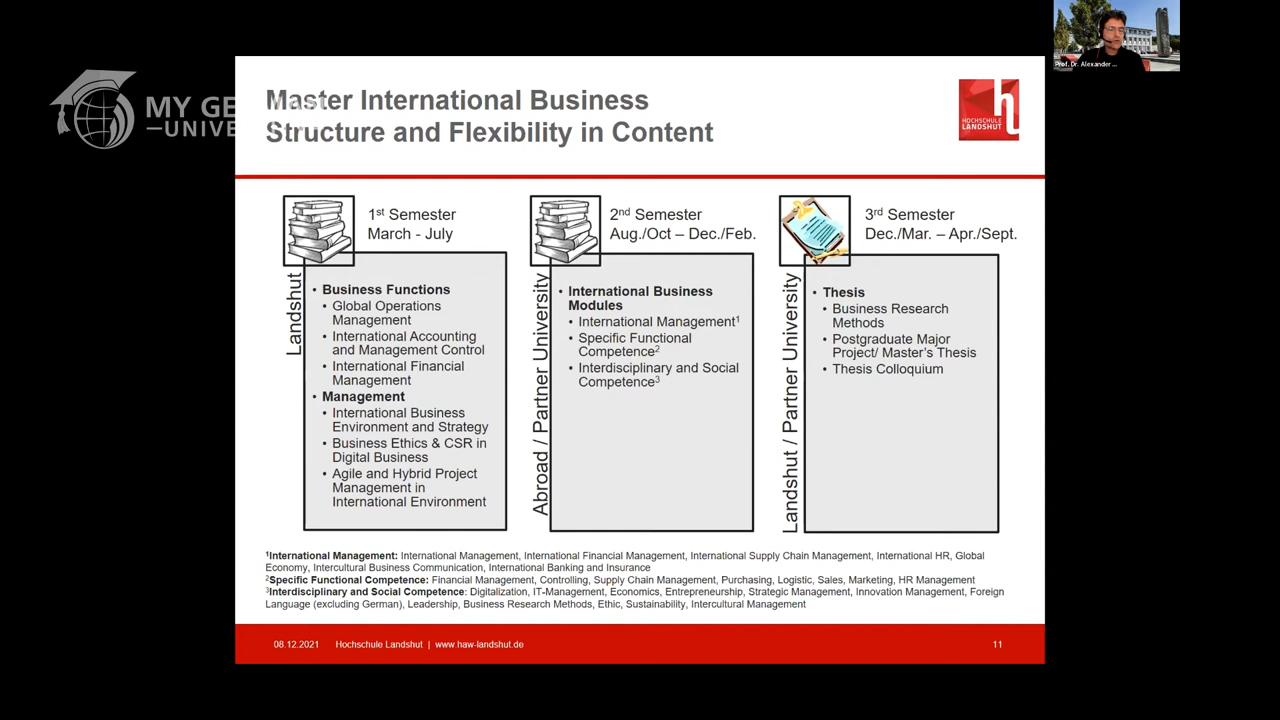 Prof. Dr. Alexander ...
MY GE
UNIVE
Master International Business
Structure and Flexibility in Content
HOCHSCHULE
LANDSHUT
1st Semester
March - July
Landshut
• Business Functions
• Global Operations
Management
• International Accounting
and Management Control
• International Financial
Management
• Management
• International Business
Environment and Strategy
• Business Ethics & CSR in
Digital Business
• Agile and Hybrid Project
Management in
International Environment
2nd Semester
Aug./Oct – Dec./Feb.
Abroad / Partner University
• International Business
Modules
• International Management1
• Specific Functional
Competence2
• Interdisciplinary and Social
Competence3
3rd Semester
Dec./Mar. – Apr./Sept.
Landshut / Partner University
• Thesis
• Business Research
Methods
• Postgraduate Major
Project/ Master’s Thesis
• Thesis Colloquium
1International Management: International Management, International Financial Management, International Supply Chain Management, International HR, Global
Economy, Intercultural Business Communication, International Banking and Insurance
2Specific Functional Competence: Financial Management, Controlling, Supply Chain Management, Purchasing, Logistic, Sales, Marketing, HR Management
3Interdisciplinary and Social Competence: Digitalization, IT-Management, Economics, Entrepreneurship, Strategic Management, Innovation Management, Foreign
Language (excluding German), Leadership, Business Research Methods, Ethic, Sustainability, Intercultural Management
08.12.2021 Hochschule Landshut | www.haw-landshut.de 11